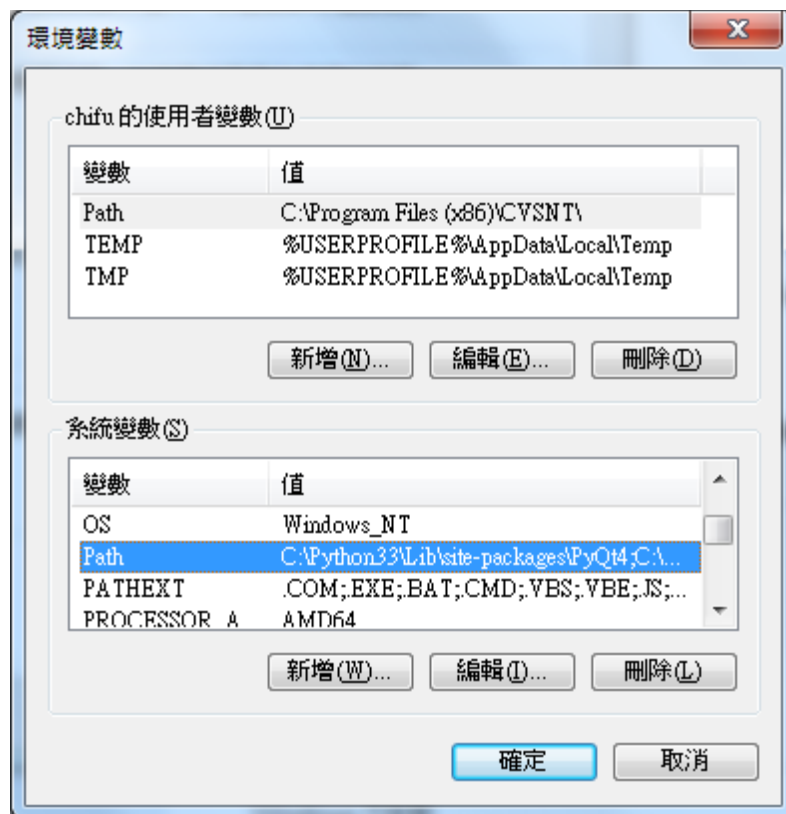 環境變數
chifu 的使用者變數(U)
變數 值
Path C:\Program Files (x86)\CVSNT\
TEMP %USERPROFILE%\AppData\Local\Temp
TMP %USERPROFILE%\AppData\Local\Temp
新增(N)... 編輯(E)... 刪除(D)
系統變數(S)
變數 值
OS Windows_NT
Path C:\Python33\Lib\site-packages\PyQt4;C:\...
PATHEXT .COM;.EXE;.BAT;.CMD;.VBS;.VBE;.JS;...
PROCESSOR_A AMD64
新增(W)... 編輯(I)... 刪除(L)
確定 取消